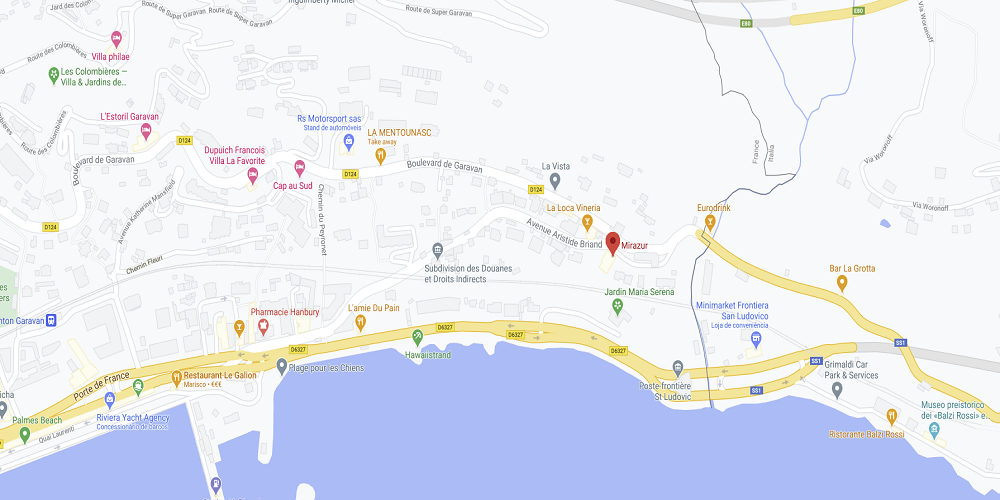 Inguimberty Michel
Jard des Colom
Route de Super Garavan
Route de Super Garavan
Route de Super Garavan
E80
E80
Via Woronoff
Villa philae
Route des Colombières
Les Colombières –
Villa & Jardins de...
L'Estoril Garavan
Rs Motorsport sas
Stand de automóveis
LA MENTOUNASC
Take away
Route des Colombières
Boulevard de Garavan
D124
Dupuich Francois
Villa La Favorite
Cap au Sud
D124
Boulevard de Garavan
La Vista
D124
France
Italia
Via Woronoff
Via Woronoff
Avenue Katherine Mansfield
Chemin du Peyronet
D124
La Loca Vineria
Eurodrink
Avenue Aristide Briand
Mirazur
Chemin Fleuri
Subdivision des Douanes
et Droits Indirects
Bar La Grotta
Jardin Maria Serena
Minimarket Frontiera
San Ludovico
Loja de conveniência
nton Garavan
Pharmacie Hanbury
L'amie Du Pain
D6327
D6327
D6327
D6327
Hawaiistrand
SS1
SS1
SS1
Porte de France
Restaurant Le Galion
Marisco • €€€
Plage pour les Chiens
Poste frontière
St Ludovic
Grimaldi Car
Park & Services
Riviera Yacht Agency
Concessionário de barcos
Palmes Beach
Quai Laurenti
Museo preistorico
dei «Balzi Rossi» e...
Ristorante Balzi Rossi